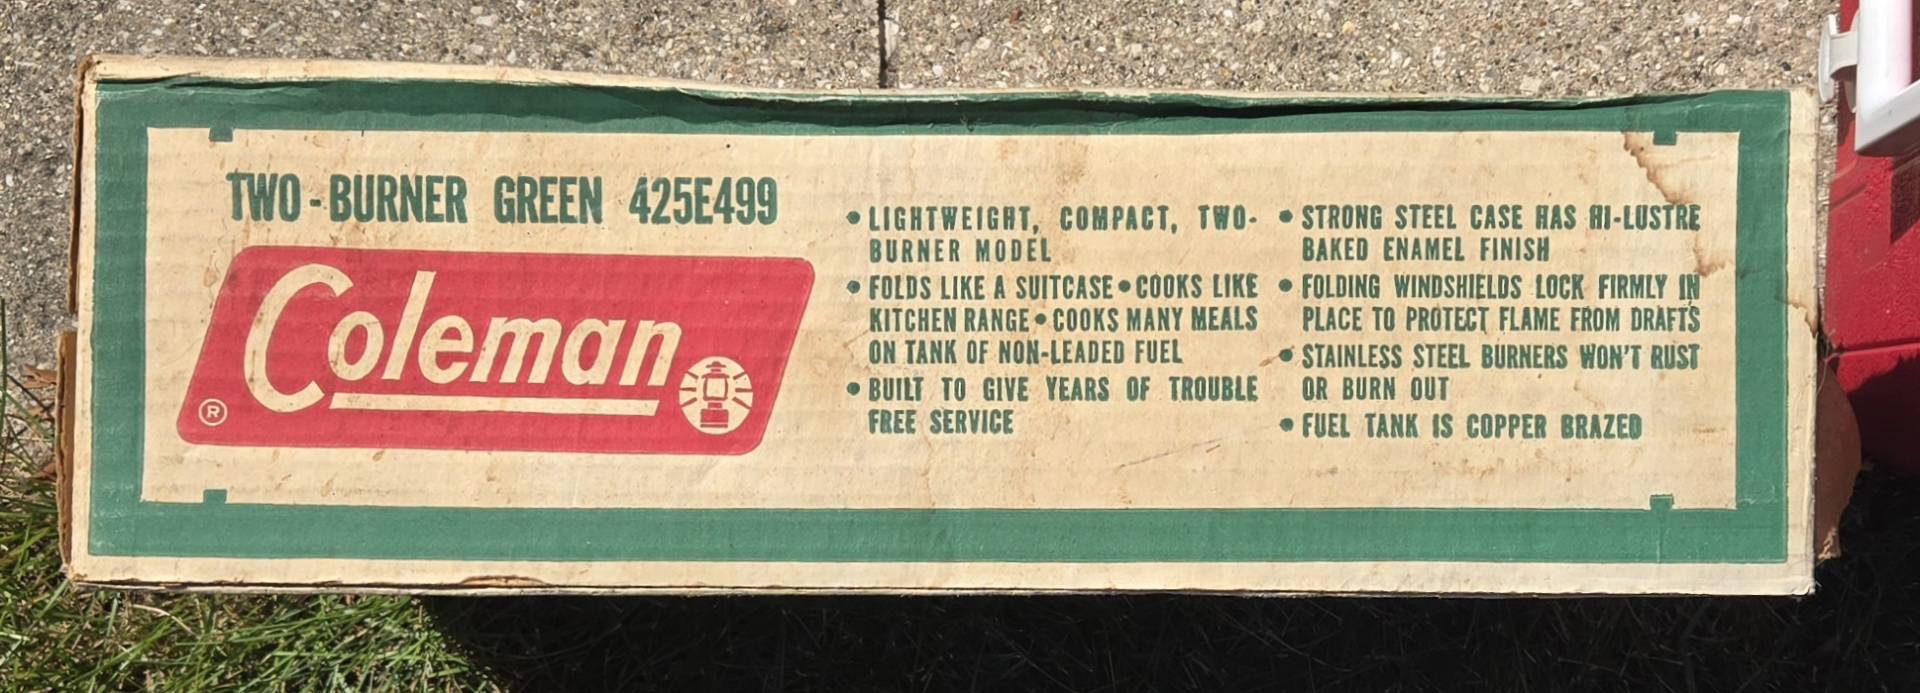 TWO-BURNER GREEN 425E499
Coleman
®
• LIGHTWEIGHT, COMPACT, TWO-
BURNER MODEL
• FOLDS LIKE A SUITCASE • COOKS LIKE
KITCHEN RANGE • COOKS MANY MEALS
ON TANK OF NON-LEADED FUEL
• BUILT TO GIVE YEARS OF TROUBLE
FREE SERVICE
• STRONG STEEL CASE HAS HI-LUSTRE
BAKED ENAMEL FINISH
• FOLDING WINDSHIELDS LOCK FIRMLY IN
PLACE TO PROTECT FLAME FROM DRAFTS
• STAINLESS STEEL BURNERS WON'T RUST
OR BURN OUT
• FUEL TANK IS COPPER BRAZED